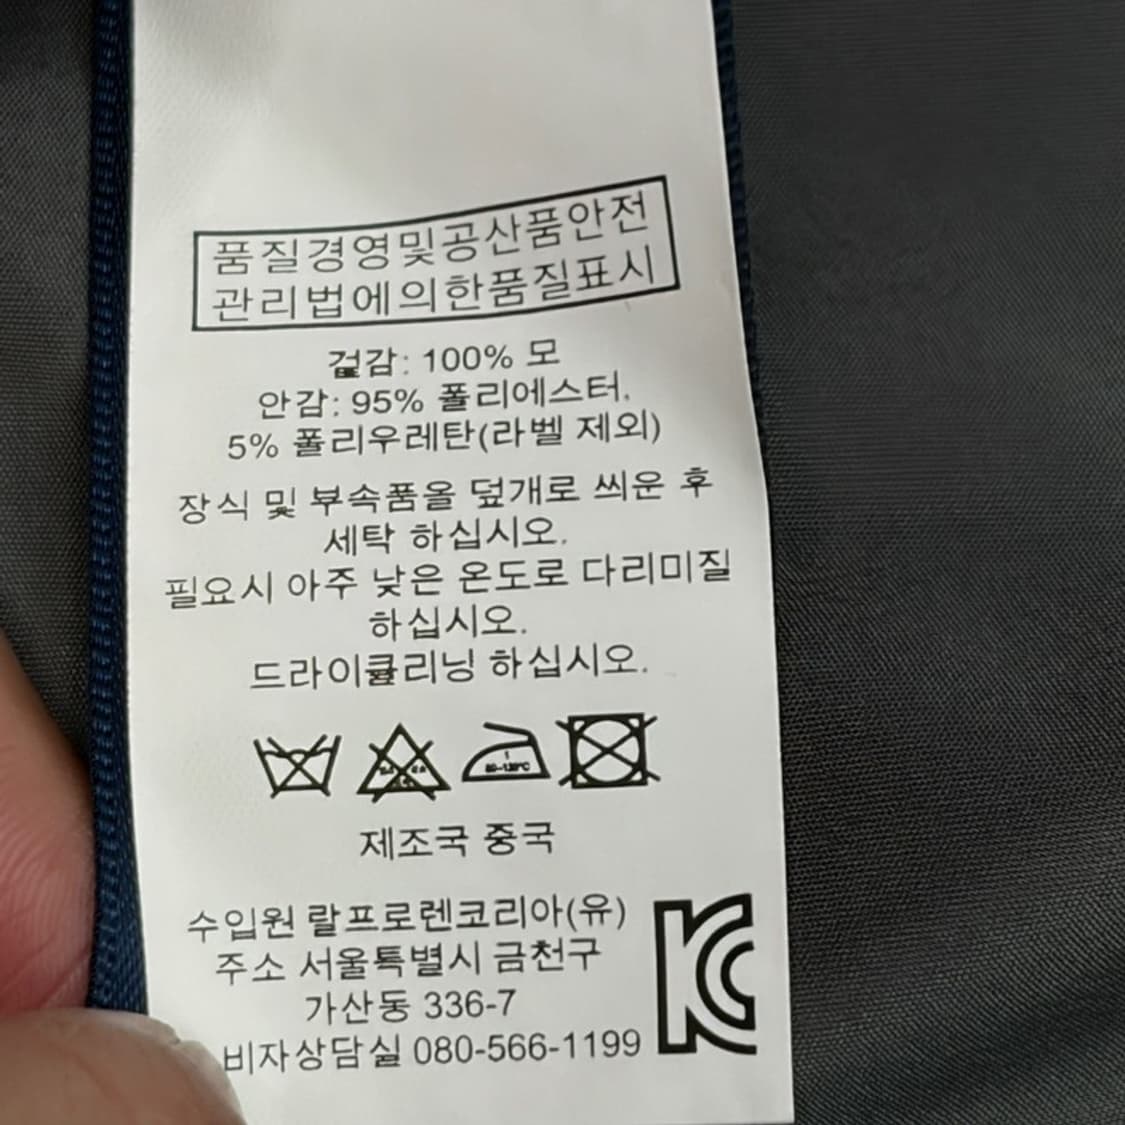 품질경영및공산품안전
관리법에의한품질표시
겉감: 100% 모
안감: 95% 폴리에스터.
5% 폴리우레탄(라벨 제외)
장식 및 부속품을 덮개로 씌운 후
세탁 하십시오.
필요시 아주 낮은 온도로 다리미질
하십시오.
드라이클리닝 하십시오.
1
80-120°C
제조국 중국
수입원 랄프로렌코리아(유)
주소 서울특별시 금천구
가산동 336-7
비자상담실 080-566-1199
KC